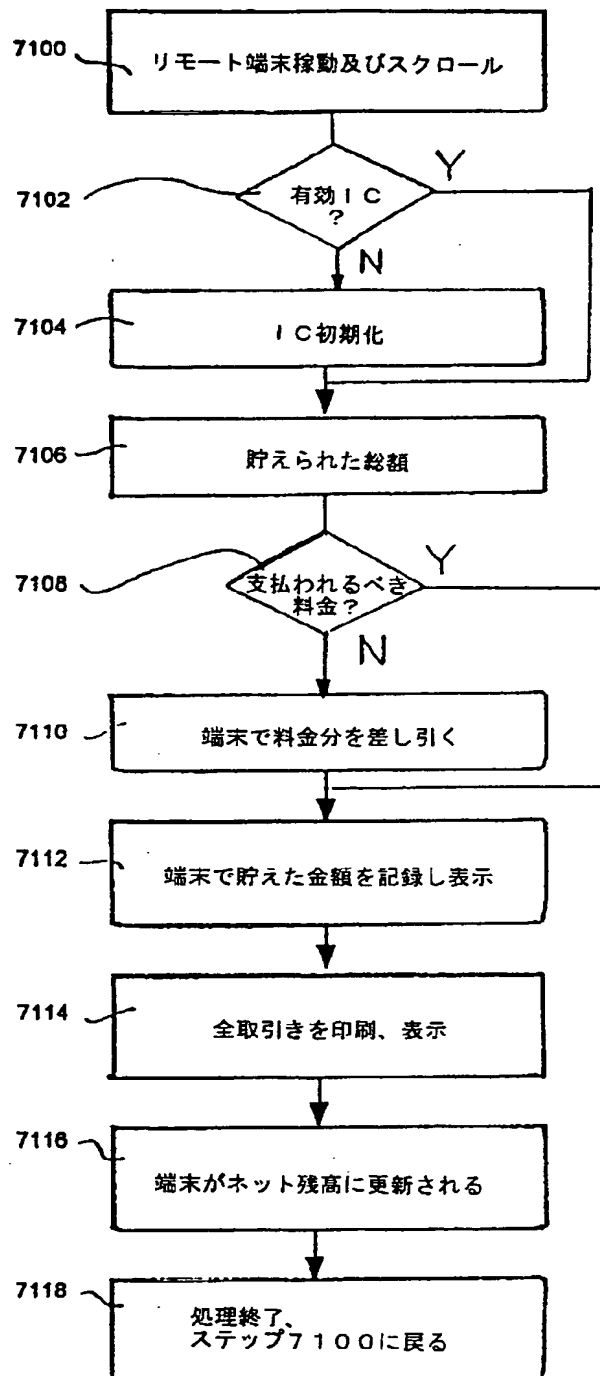 7100
リモート端末稼動及びスクロール
7102
有効IC
?
Y
N
7104
IC初期化
7106
貯えられた総額
7108
支払われるべき
料金?
Y
N
7110
端末で料金分を差し引く
7112
端末で貯えた金額を記録し表示
7114
全取引きを印刷、表示
7116
端末がネット残高に更新される
7118
処理終了、
ステップ7100に戻る